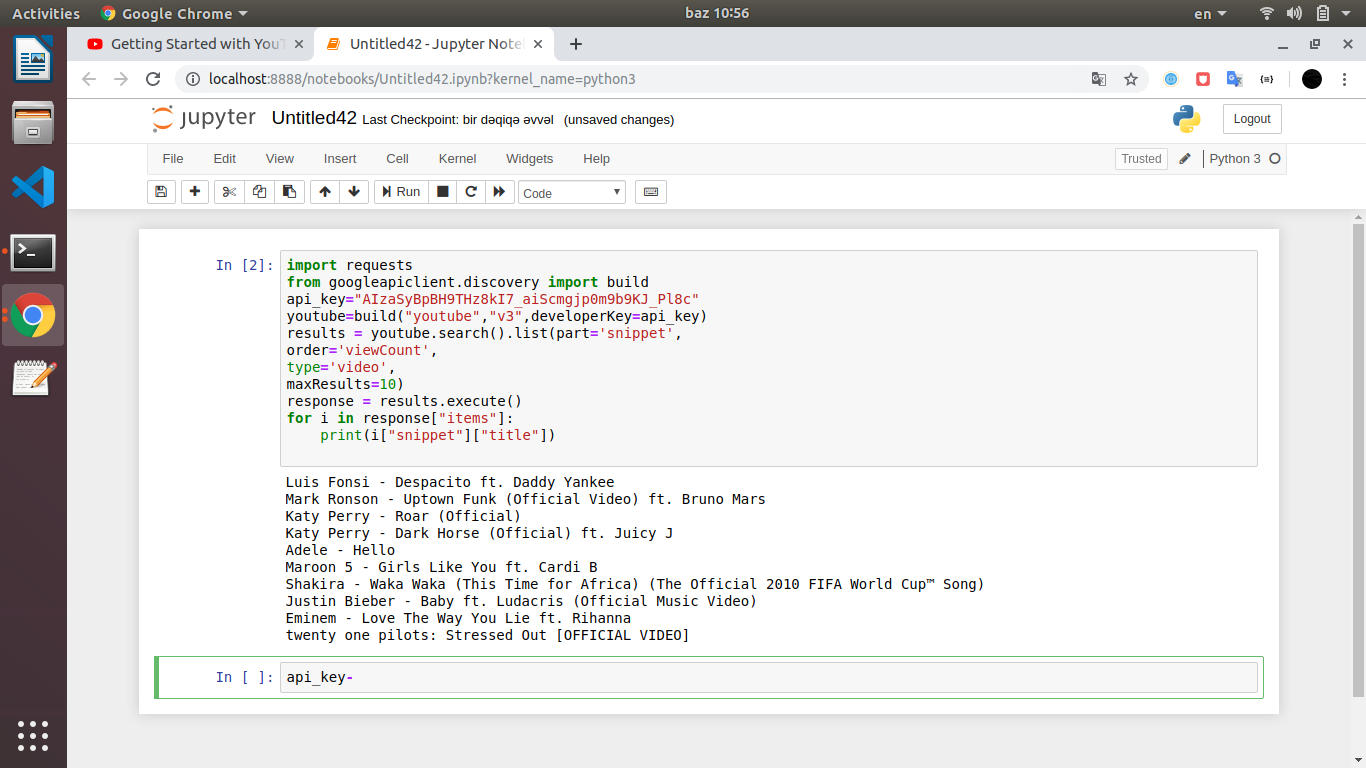 Activities Google Chrome baz 10:56 en
Getting Started with YouT Untitled42 - Jupyter Note
localhost:8888/notebooks/Untitled42.ipynb?kernel_name=python3
jupyter Untitled42 Last Checkpoint: bir dəqiqə əvvəl (unsaved changes) Logout
File Edit View Insert Cell Kernel Widgets Help Trusted Python 3
Run Code
In [2]: import requests
from googleapiclient.discovery import build
api_key="AIzaSyBpBH9THz8kI7_aiScmgjp0m9b9KJ_Pl8c"
youtube=build("youtube","v3",developerKey=api_key)
results = youtube.search().list(part='snippet',
order='viewCount',
type='video',
maxResults=10)
response = results.execute()
for i in response["items"]:
    print(i["snippet"]["title"])
Luis Fonsi - Despacito ft. Daddy Yankee
Mark Ronson - Uptown Funk (Official Video) ft. Bruno Mars
Katy Perry - Roar (Official)
Katy Perry - Dark Horse (Official) ft. Juicy J
Adele - Hello
Maroon 5 - Girls Like You ft. Cardi B
Shakira - Waka Waka (This Time for Africa) (The Official 2010 FIFA World Cup™ Song)
Justin Bieber - Baby ft. Ludacris (Official Music Video)
Eminem - Love The Way You Lie ft. Rihanna
twenty one pilots: Stressed Out [OFFICIAL VIDEO]
In [ ]: api_key-